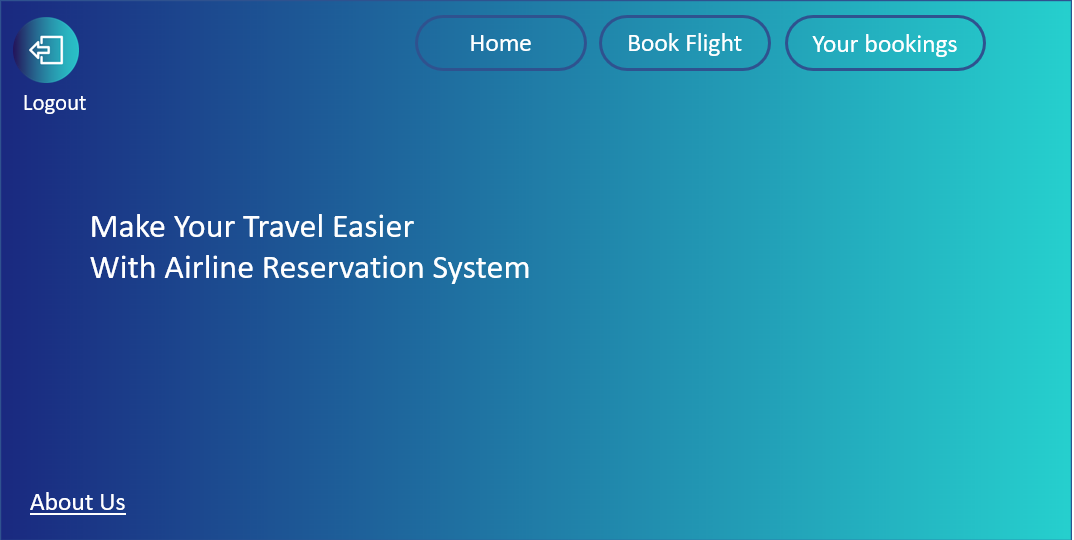 Home
Book Flight
Your bookings
Logout
Make Your Travel Easier
With Airline Reservation System
About Us